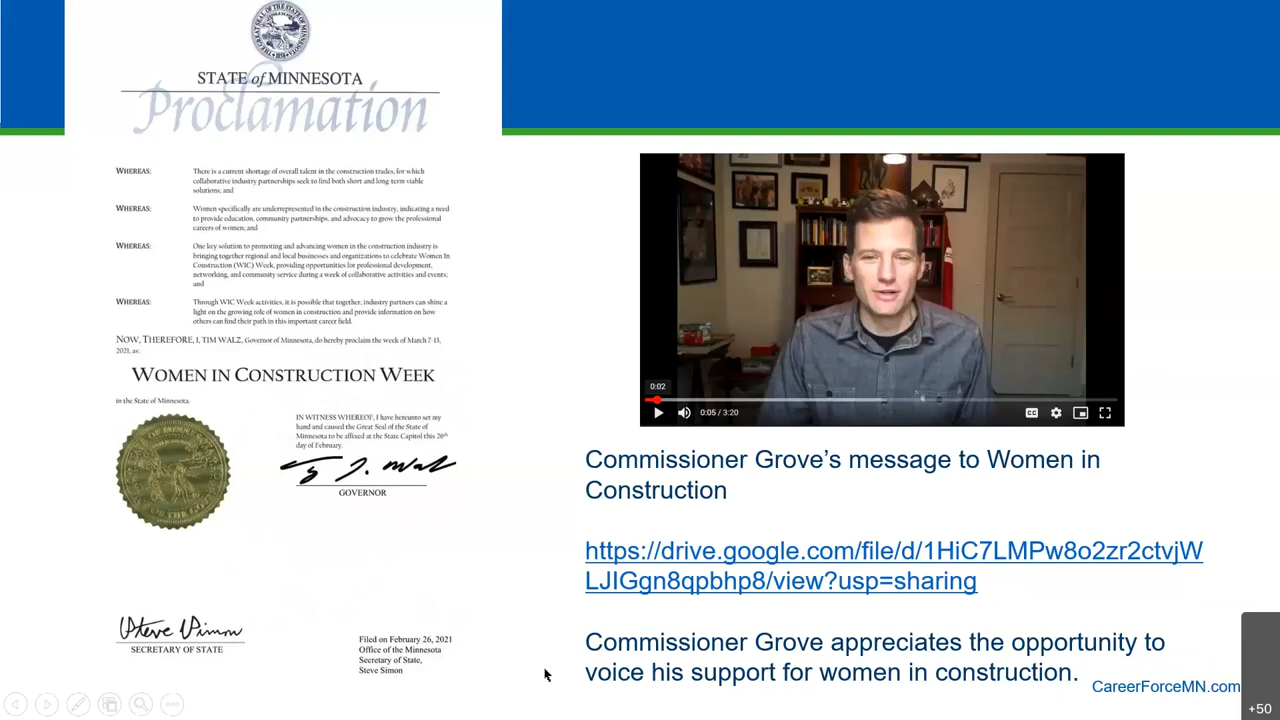 STATE of MINNESOTA
Proclamation
WHEREAS: There is a current shortage of overall talent in the construction trades, for which
collaborative industry partnerships seek to find both short and long-term viable
solutions, and
WHEREAS: Women specifically are underrepresented in the construction industry, indicating a need
to provide education, community partnerships, and advocacy to grow the professional
careers of women; and
WHEREAS: One key solution to promoting and advancing women in the construction industry is
bringing together regional and local businesses and organizations to celebrate Women In
Construction (WIC) Week, providing opportunities for professional development,
networking, and community service during a week of collaborative activities and events;
and
WHEREAS: Through WIC Week activities, it is possible that together, industry partners can shine a
light on the growing role of women in construction and provide information on how
others can find their path in this important career field.
NOW, THEREFORE, I, TIM WALZ, Governor of Minnesota, do hereby proclaim the week of March 7-13,
2021, as:
WOMEN IN CONSTRUCTION WEEK
in the State of Minnesota.
IN WITNESS WHEREOF, I have hereunto set my
hand and caused the Great Seal of the State of
Minnesota to be affixed at the State Capitol this 26th
day of February.
GOVERNOR
Steve Simon
SECRETARY OF STATE
Filed on February 26, 2021
Office of the Minnesota
Secretary of State,
Steve Simon
0:02
0:05 / 3:20
CC
Commissioner Grove's message to Women in
Construction
https://drive.google.com/file/d/1HiC7LMPw8o2zr2ctvjW
LJIGgn8qpbhp8/view?usp=sharing
Commissioner Grove appreciates the opportunity to
voice his support for women in construction.
CareerForceMN.com
+50